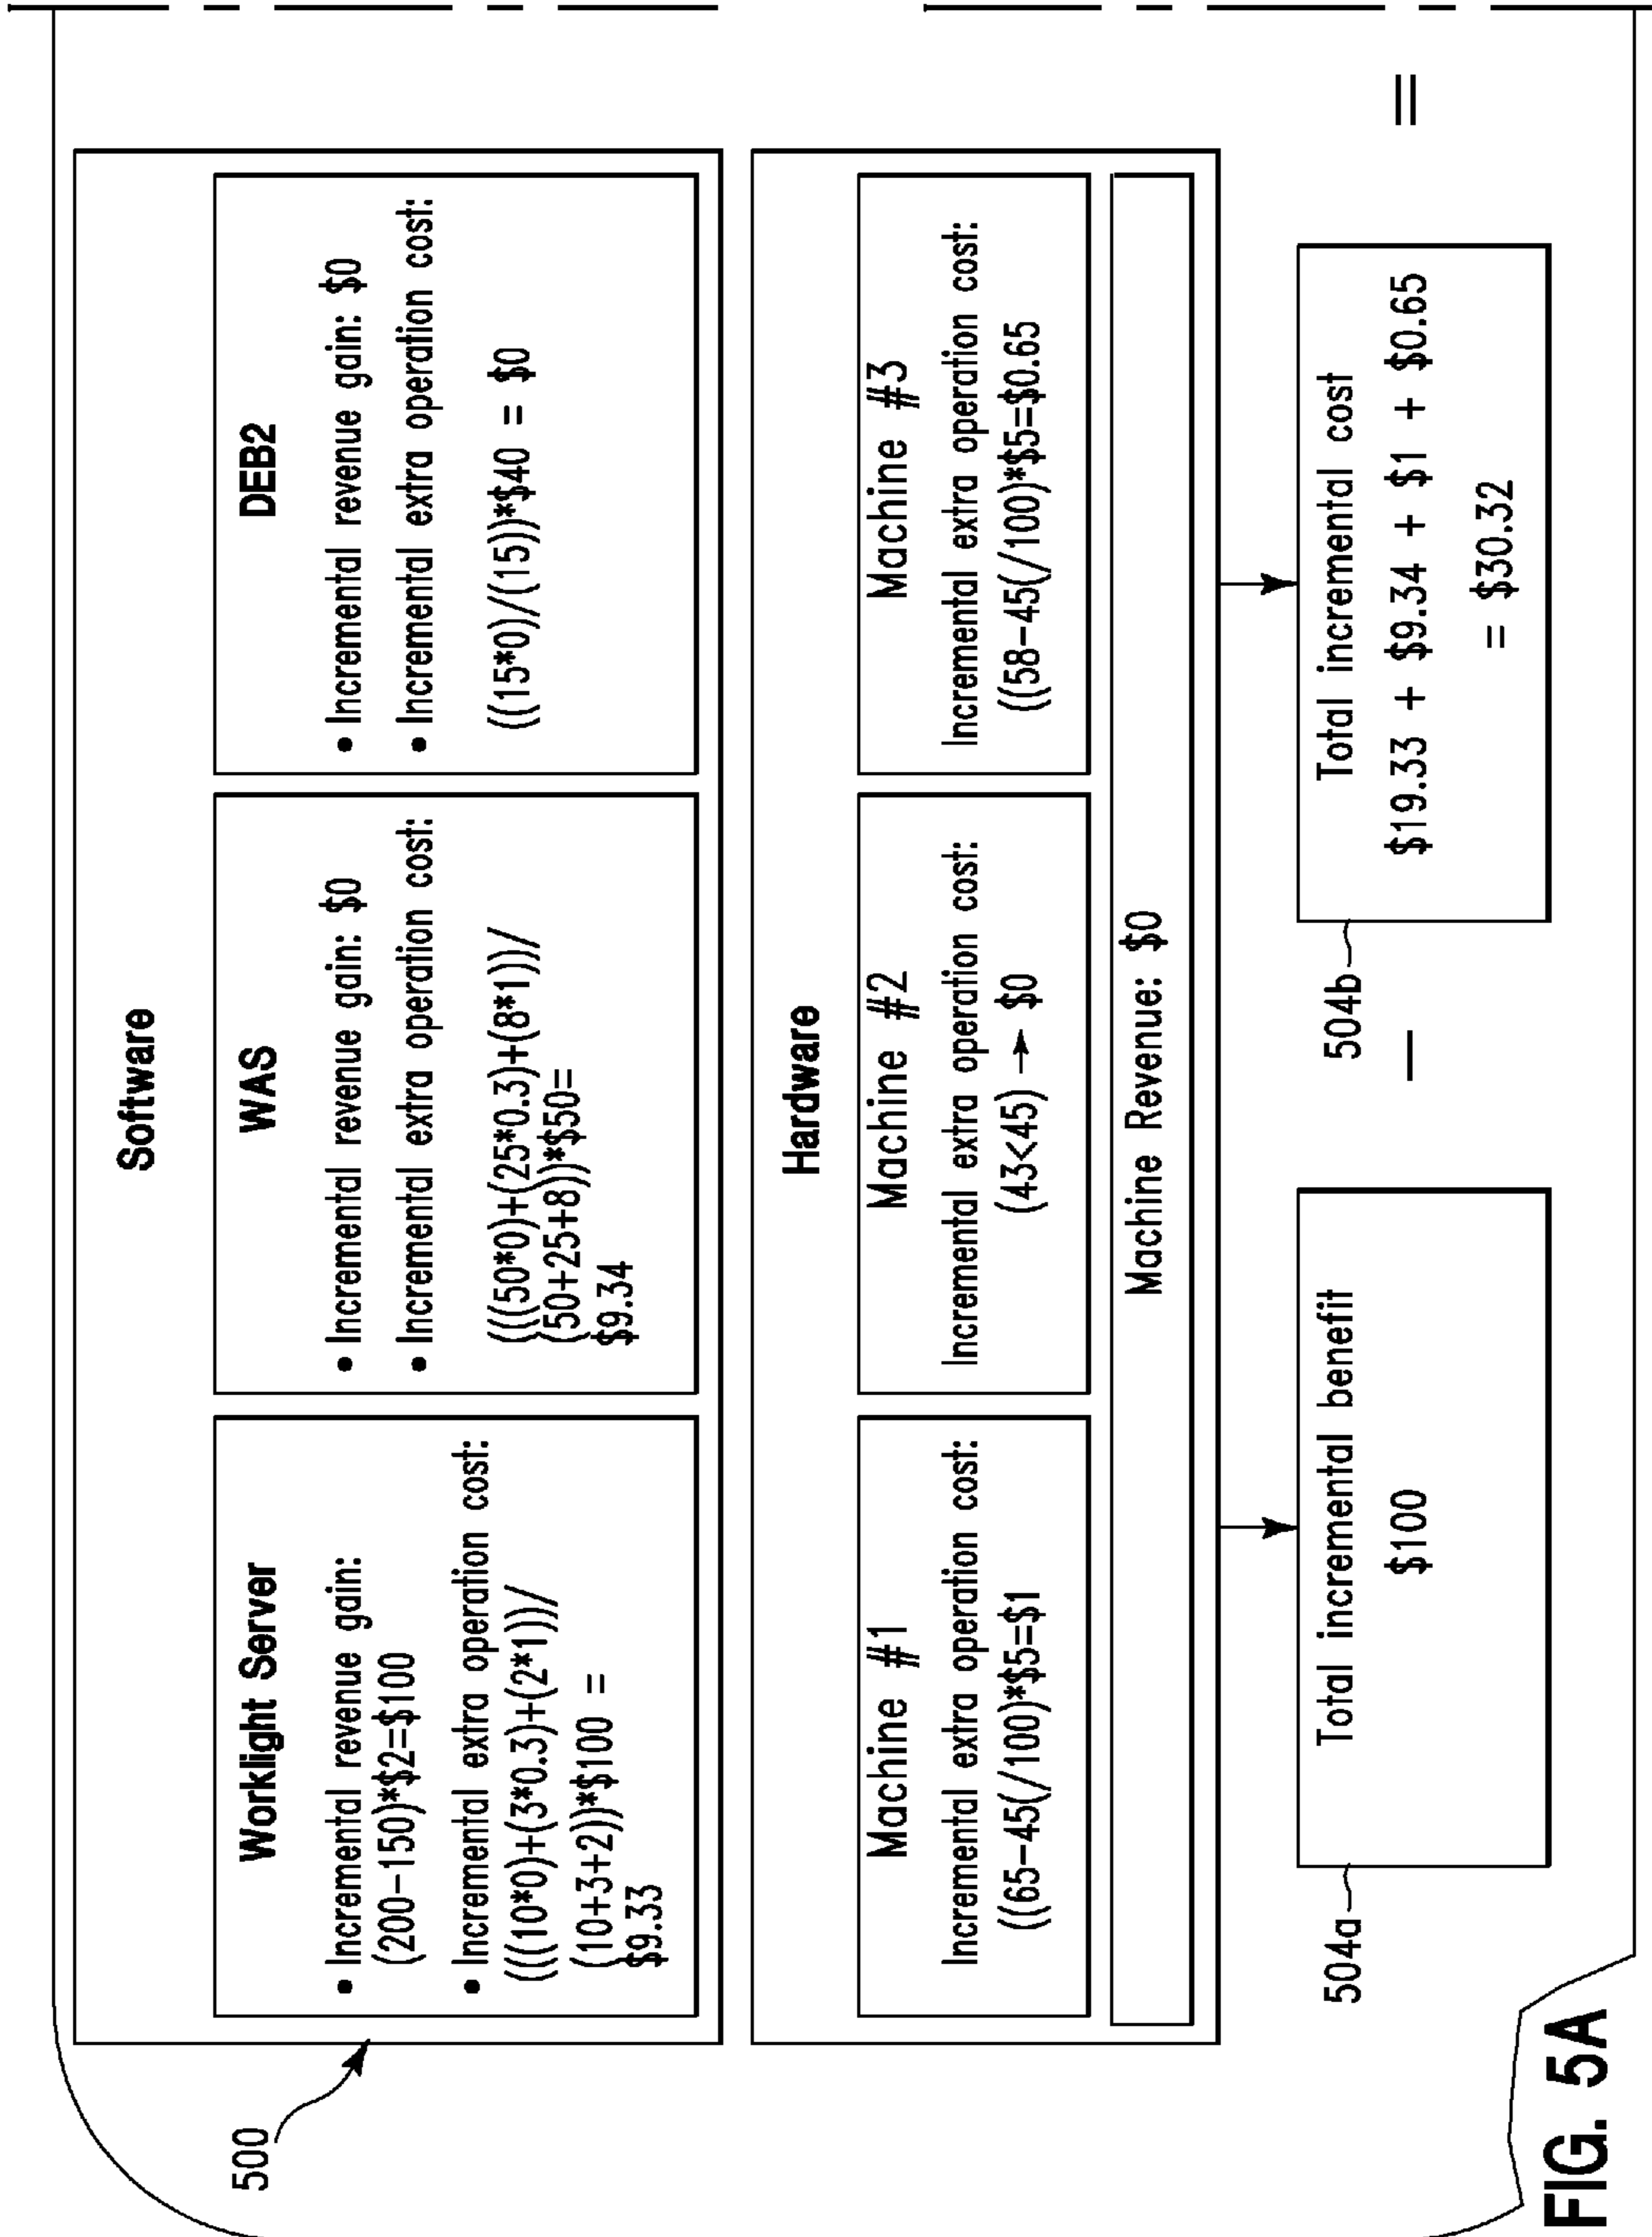 500
Software
Worklight Server
• Incremental revenue gain:
(200-150)*$2=$100
• Incremental extra operation cost:
(((10*0)+(3*0.3)+(2*1))/
(10+3+2))*$100 =
$9.33
WAS
• Incremental revenue gain: $0
• Incremental extra operation cost:
(((50*0)+(25*0.3)+(8*1))/
(50+25+8))*$50=
$9.34
DEB2
• Incremental revenue gain: $0
• Incremental extra operation cost:
((15*0)/(15))*$40 = $0
Hardware
Machine #1
Incremental extra operation cost:
((65-45(/100)*$5=$1
Machine #2
Incremental extra operation cost:
(43<45) → $0
Machine #3
Incremental extra operation cost:
((58-45(/100)*$5=$0.65
Machine Revenue: $0
504a
Total incremental benefit
$100
—
504b
Total incremental cost
$19.33 + $9.34 + $1 + $0.65
= $30.32
=
FIG. 5A